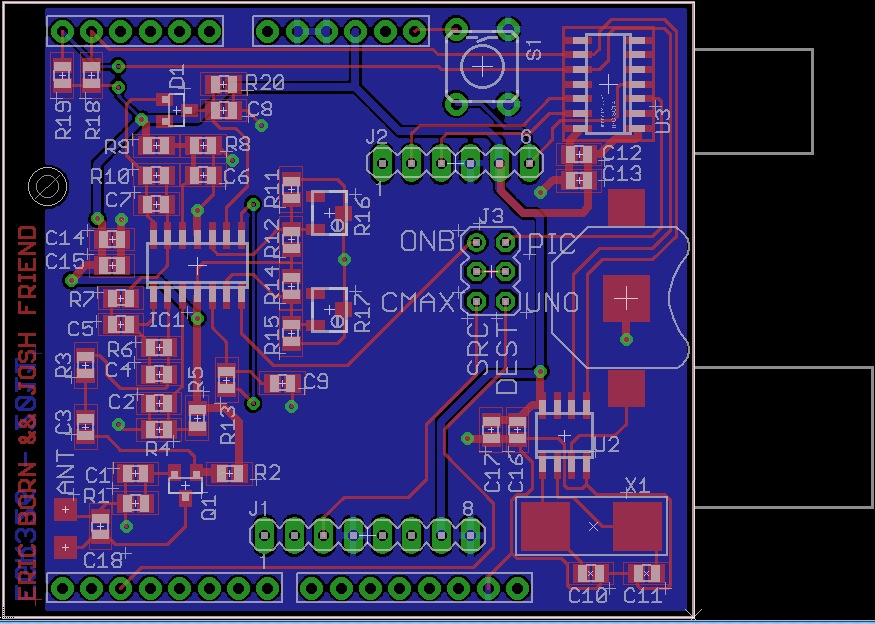 D1
S1
R20
C8
R19
R18
U3
J2
6
R9
R8
C12
R10
C6
C13
C7
R11
R16
J3
C14
R12
ONB
PIC
C15
R14
R7
IC1
R17
CMAX
UNO
C5
R15
SRC
DEST
R6
R3
C4
R5
C9
C2
R13
C3
R4
U2
ANT
C1
R2
C17
C16
R1
Q1
X1
J1
8
C18
C10
C11
ERIC BORN && JOSH FRIEND